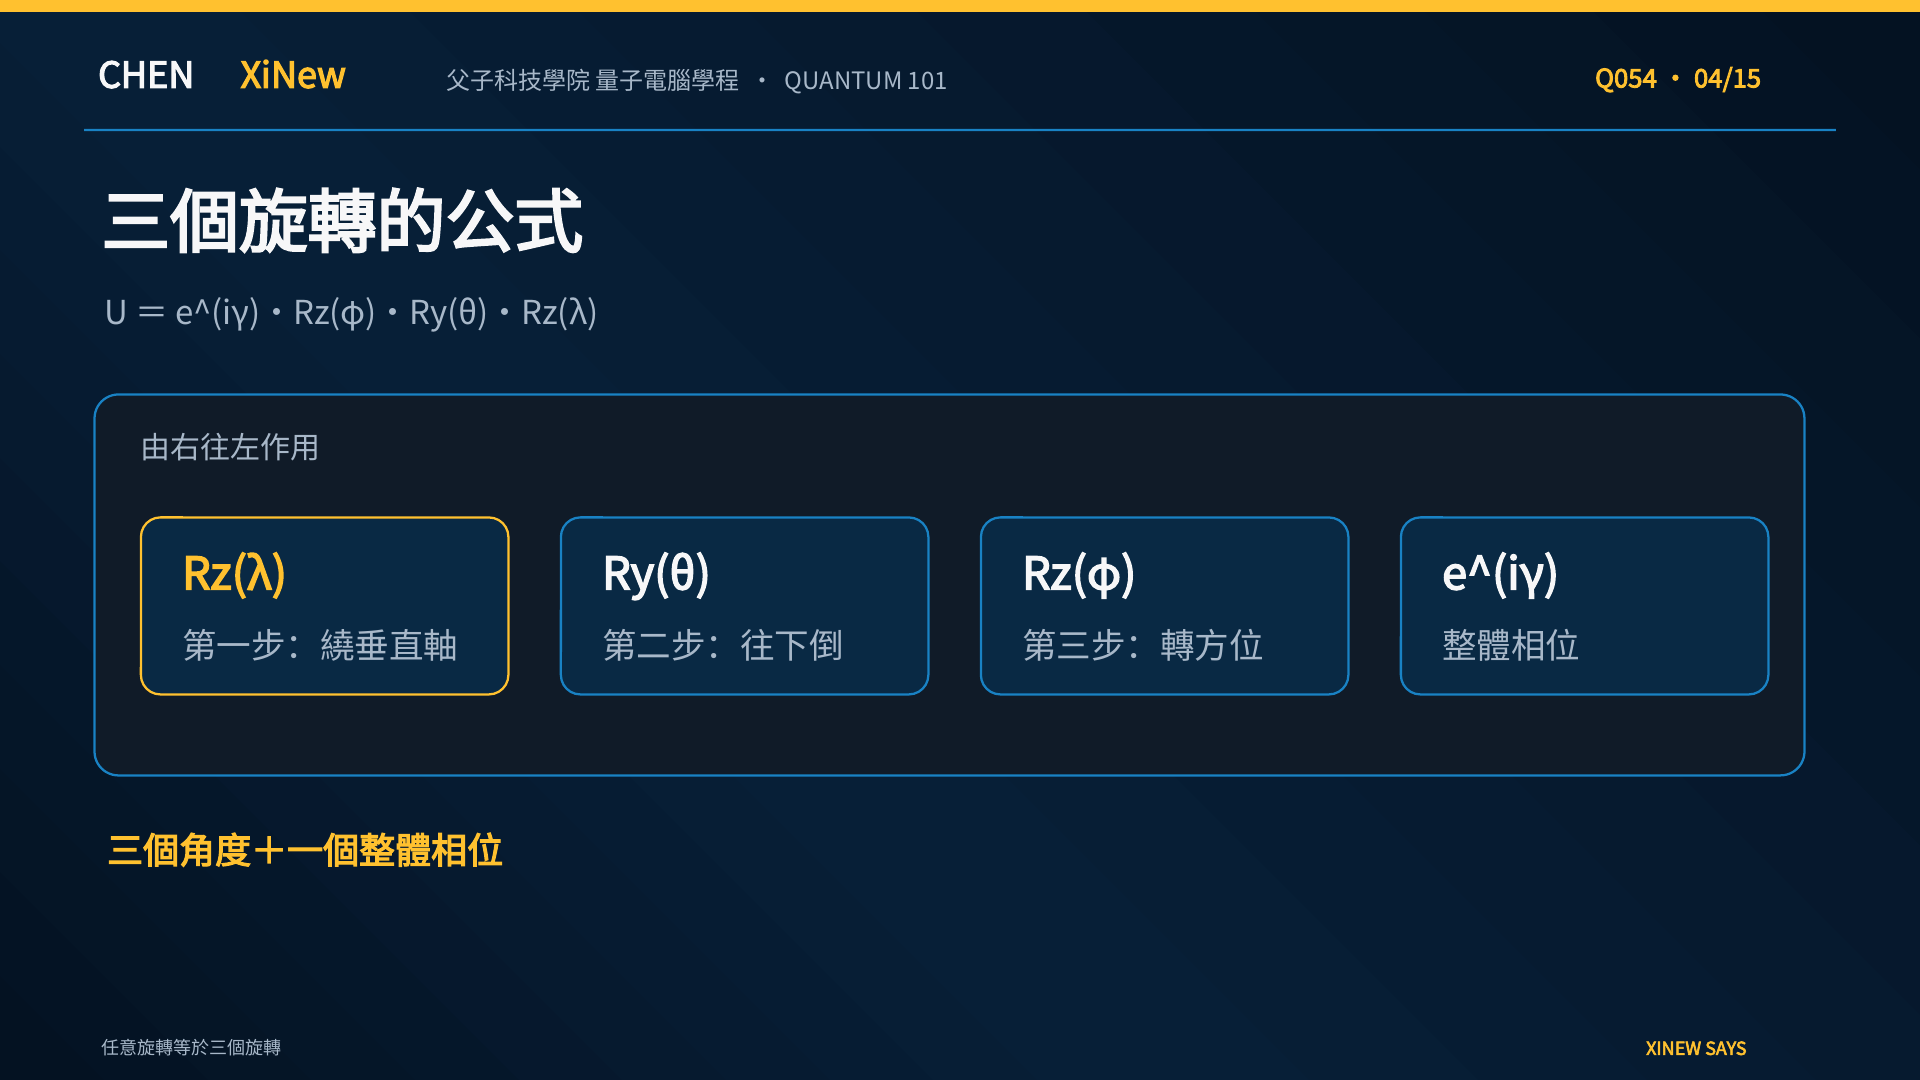 CHEN XiNew 父子科技學院 量子電腦學程 · QUANTUM 101 Q054 · 04/15
三個旋轉的公式
U = e^(iγ)·Rz(φ)·Ry(θ)·Rz(λ)
由右往左作用
Rz(λ) Ry(θ) Rz(φ) e^(iγ)
第一步：繞垂直軸 第二步：往下倒 第三步：轉方位 整體相位
三個角度＋一個整體相位
任意旋轉等於三個旋轉 XINEW SAYS